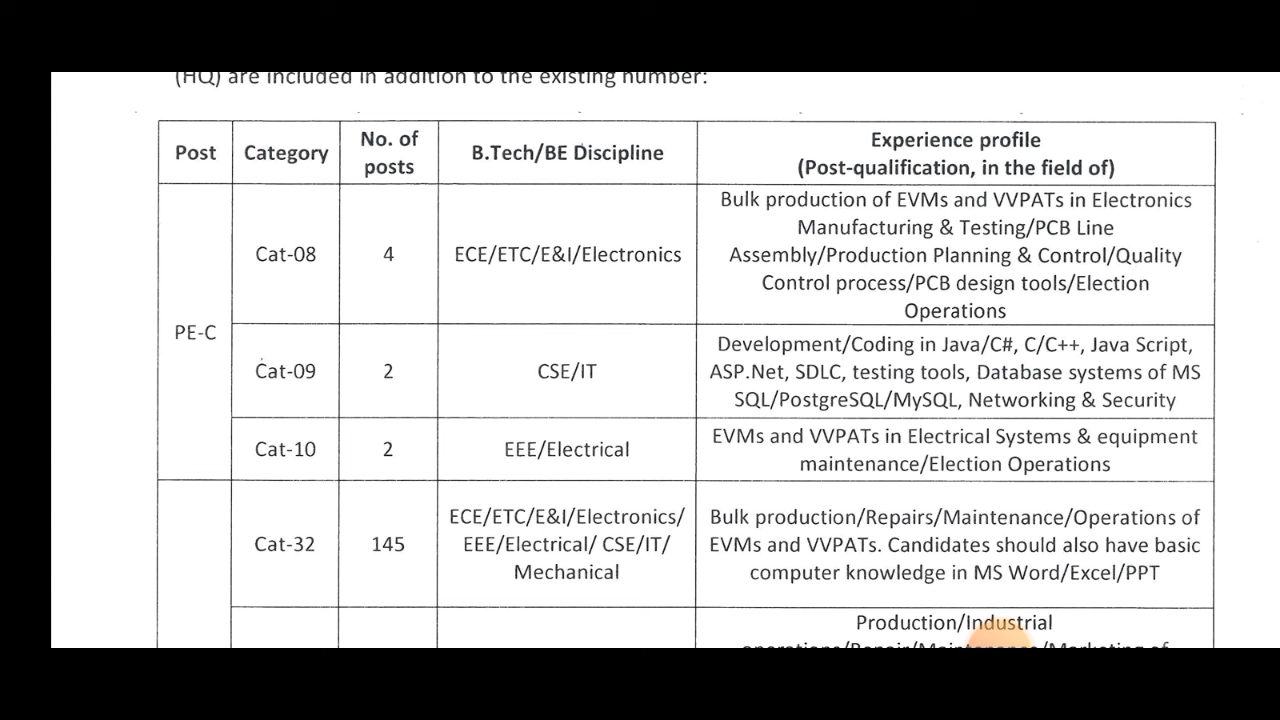 (HQ) are included in addition to the existing number:
Post
Category
No. of
posts
B.Tech/BE Discipline
Experience profile
(Post-qualification, in the field of)
PE-C
Cat-08
4
ECE/ETC/E&I/Electronics
Bulk production of EVMs and VVPATs in Electronics
Manufacturing & Testing/PCB Line
Assembly/Production Planning & Control/Quality
Control process/PCB design tools/Election
Operations
Cat-09
2
CSE/IT
Development/Coding in Java/C#, C/C++, Java Script,
ASP.Net, SDLC, testing tools, Database systems of MS
SQL/PostgreSQL/MySQL, Networking & Security
Cat-10
2
EEE/Electrical
EVMs and VVPATs in Electrical Systems & equipment
maintenance/Election Operations
Cat-32
145
ECE/ETC/E&I/Electronics/
EEE/Electrical/ CSE/IT/
Mechanical
Bulk production/Repairs/Maintenance/Operations of
EVMs and VVPATs. Candidates should also have basic
computer knowledge in MS Word/Excel/PPT
Production/Industrial
operations/Repair/Maintenance/Marketing of